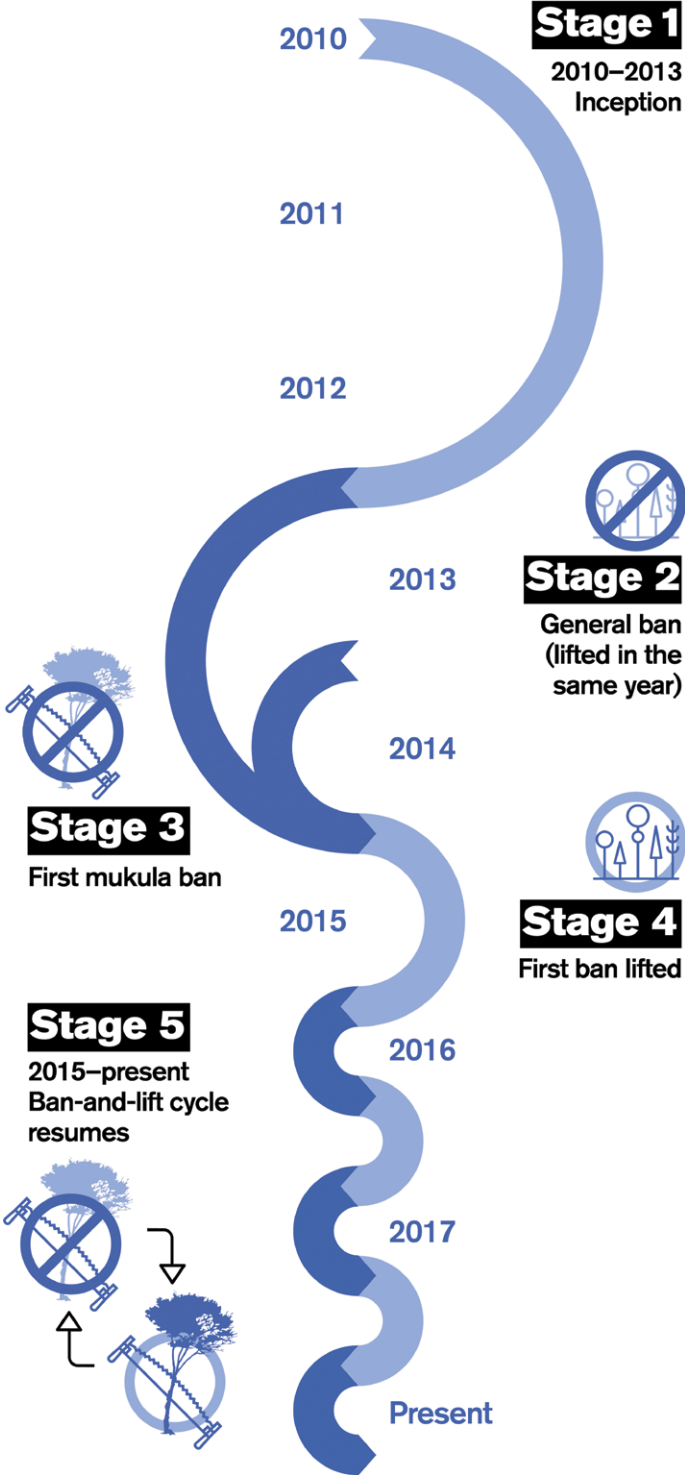 2010
Stage 1
2010–2013
Inception
2011
2012
2013
Stage 2
General ban
(lifted in the
same year)
2014
Stage 3
First mukula ban
2015
Stage 4
First ban lifted
Stage 5
2015–present
Ban-and-lift cycle
resumes
2016
2017
Present